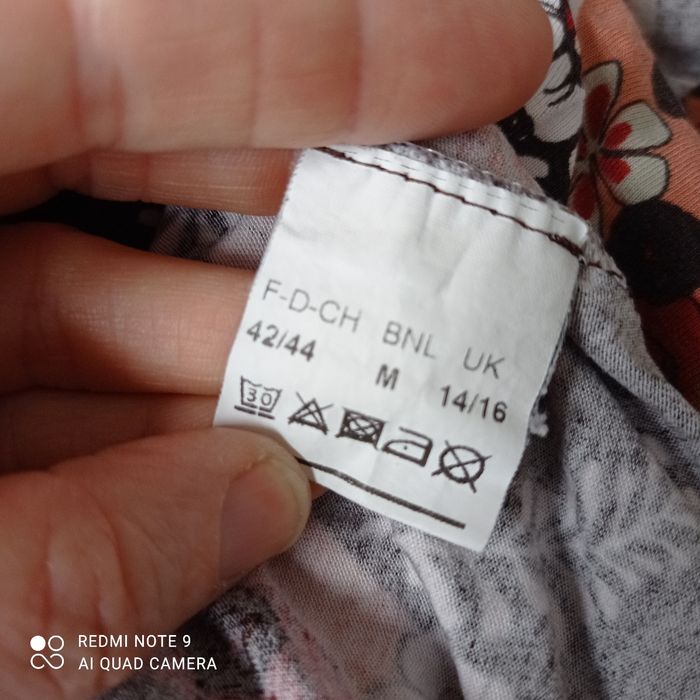 F-D-CH BNL UK
42/44 M 14/16
30
REDMI NOTE 9
AI QUAD CAMERA